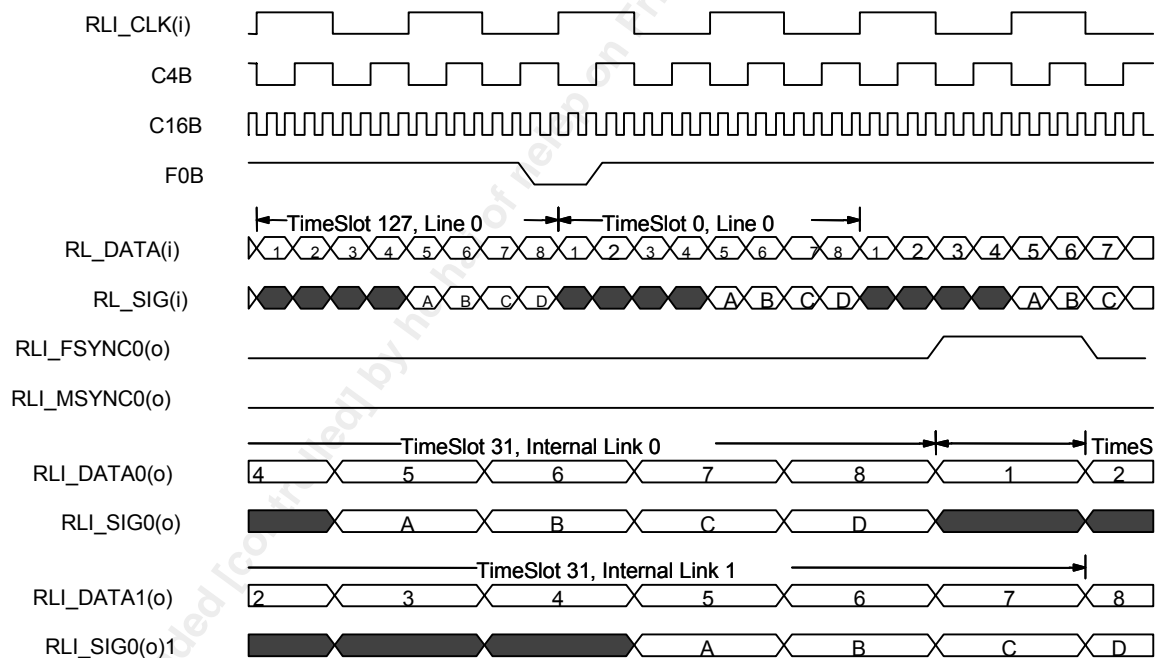 RLI_CLK(i)
C4B
C16B
F0B
TimeSlot 127, Line 0 TimeSlot 0, Line 0
RL_DATA(i) 1 2 3 4 5 6 7 8 1 2 3 4 5 6 7 8 1 2 3 4 5 6 7
RL_SIG(i) A B C D A B C D A B C
RLI_FSYNC0(o)
RLI_MSYNC0(o)
TimeSlot 31, Internal Link 0 TimeS
RLI_DATA0(o) 4 5 6 7 8 1 2
RLI_SIG0(o) A B C D
TimeSlot 31, Internal Link 1
RLI_DATA1(o) 2 3 4 5 6 7 8
RLI_SIG0(o)1 A B C D